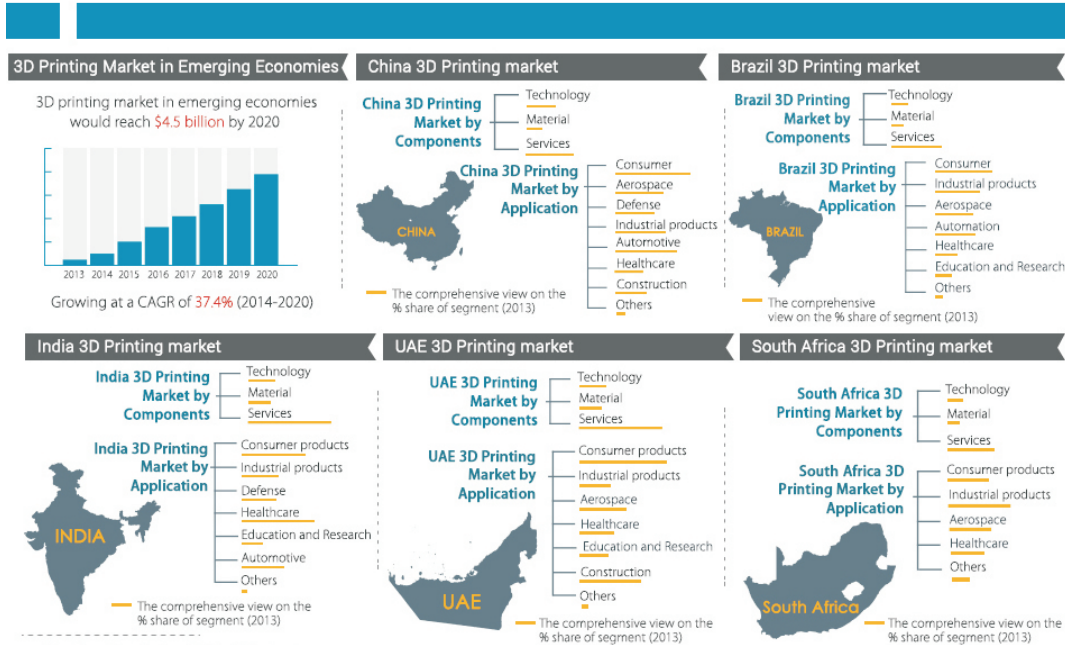 3D Printing Market in Emerging Economies
3D printing market in emerging economies
would reach $4.5 billion by 2020
2013 2014 2015 2016 2017 2018 2019 2020
Growing at a CAGR of 37.4% (2014-2020)
China 3D Printing market
China 3D Printing
Market by
Components
Technology
Material
Services
China 3D Printing
Market by
Application
Consumer
Aerospace
Defense
Industrial products
Automotive
Healthcare
Construction
Others
CHINA
The comprehensive view on the
% share of segment (2013)
Brazil 3D Printing market
Brazil 3D Printing
Market by
Components
Technology
Material
Services
Brazil 3D Printing
Market by
Application
Consumer
Industrial products
Aerospace
Automation
Healthcare
Education and Research
Others
BRAZIL
The comprehensive
view on the % share of segment (2013)
India 3D Printing market
India 3D Printing
Market by
Components
Technology
Material
Services
India 3D Printing
Market by
Application
Consumer products
Industrial products
Defense
Healthcare
Education and Research
Automotive
Others
INDIA
The comprehensive view on the
% share of segment (2013)
UAE 3D Printing market
UAE 3D Printing
Market by
Components
Technology
Material
Services
UAE 3D Printing
Market by
Application
Consumer products
Industrial products
Aerospace
Healthcare
Education and Research
Construction
Others
UAE
The comprehensive view on the
% share of segment (2013)
South Africa 3D Printing market
South Africa 3D
Printing Market by
Components
Technology
Material
Services
South Africa 3D
Printing Market by
Application
Consumer products
Industrial products
Aerospace
Healthcare
Others
South Africa
The comprehensive view on the
% share of segment (2013)